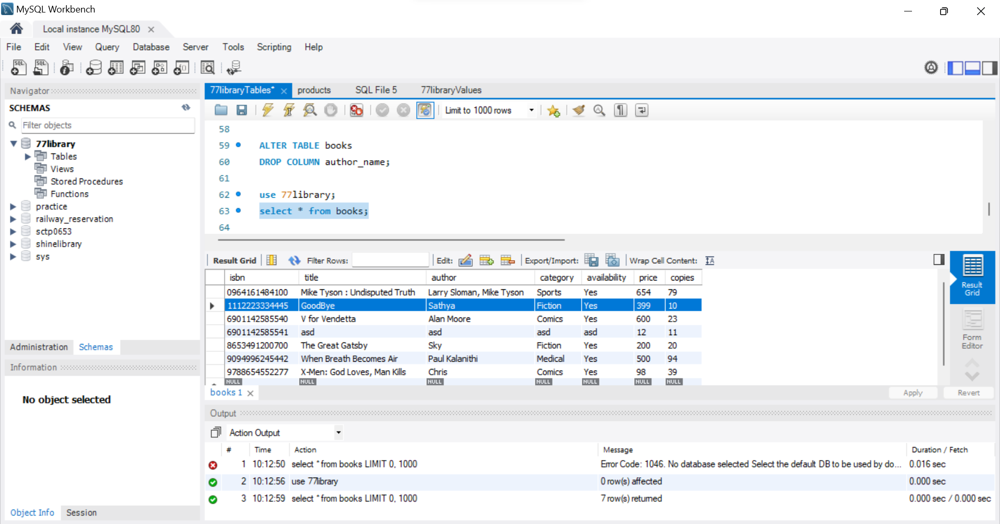 MySQL Workbench
Local instance MySQL80
File Edit View Query Database Server Tools Scripting Help
Navigator
SCHEMAS
Filter objects
77library
Tables
Views
Stored Procedures
Functions
practice
railway_reservation
sctp0653
shinelibrary
sys
Administration Schemas
Information
No object selected
Object Info Session
77libraryTables* products SQL File 5 77libraryValues
Limit to 1000 rows
58
59 ALTER TABLE books
60 DROP COLUMN author_name;
61
62 use 77library;
63 select * from books;
64
Result Grid Filter Rows: Edit: Export/Import: Wrap Cell Content:
isbn title author category availability price copies
0964161484100 Mike Tyson : Undisputed Truth Larry Sloman, Mike Tyson Sports Yes 654 79
1112223334445 GoodBye Sathya Fiction Yes 399 10
6901142585540 V for Vendetta Alan Moore Comics Yes 600 23
6901142585541 asd asd asd asd 12 11
8653491200700 The Great Gatsby Sky Fiction Yes 200 20
9094996245442 When Breath Becomes Air Paul Kalanithi Medical Yes 500 94
9788654552277 X-Men: God Loves, Man Kills Chris Comics Yes 98 39
NULL NULL NULL NULL NULL NULL NULL
Result
Grid
Form
Editor
books 1 Apply Revert
Output
Action Output
# Time Action Message Duration / Fetch
1 10:12:50 select * from books LIMIT 0, 1000 Error Code: 1046. No database selected Select the default DB to be used by do... 0.016 sec
2 10:12:56 use 77library 0 row(s) affected 0.000 sec
3 10:12:59 select * from books LIMIT 0, 1000 7 row(s) returned 0.000 sec / 0.000 sec